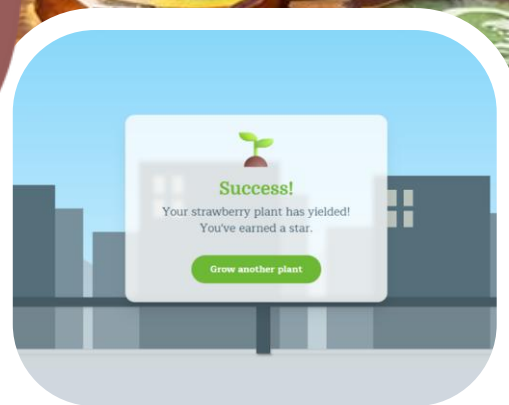 Success!
Your strawberry plant has yielded!
You've earned a star.
Grow another plant